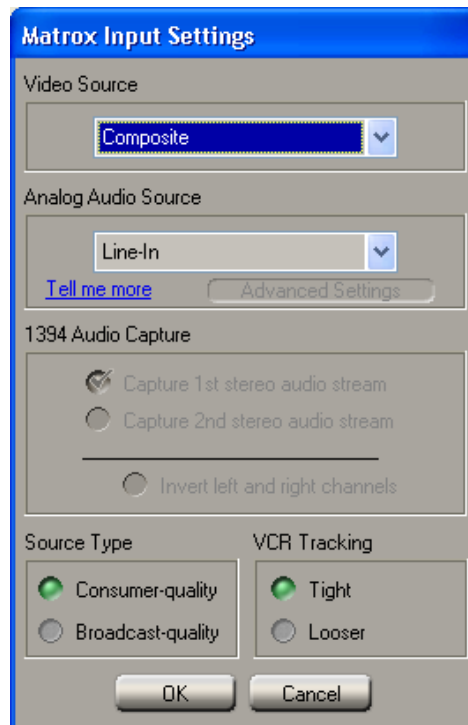 Matrox Input Settings
Video Source
Composite
Analog Audio Source
Line-In
Tell me more
Advanced Settings
1394 Audio Capture
Capture 1st stereo audio stream
Capture 2nd stereo audio stream
Invert left and right channels
Source Type
Consumer-quality
Broadcast-quality
VCR Tracking
Tight
Looser
OK
Cancel